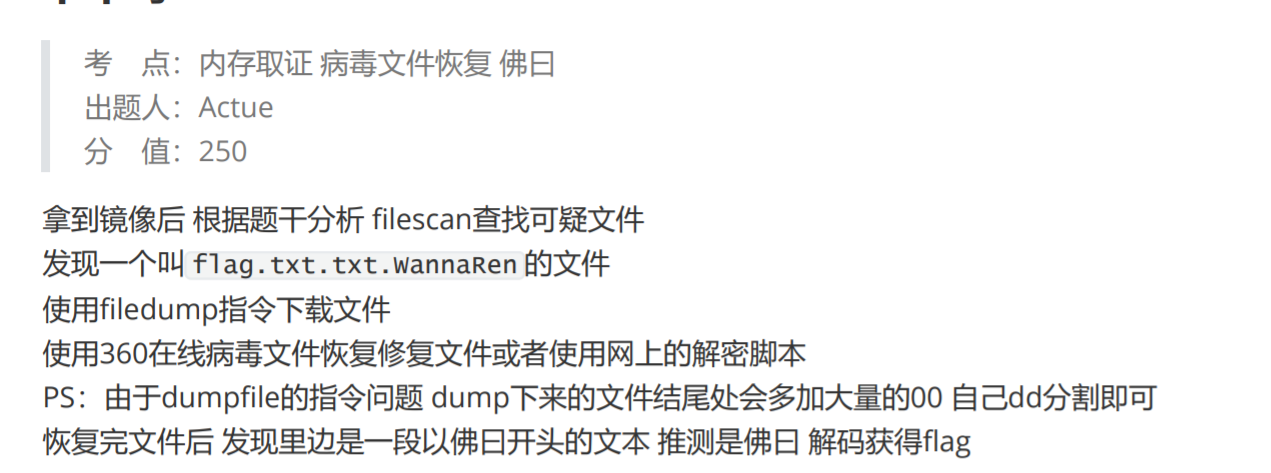 考　点：内存取证 病毒文件恢复 佛曰
出题人：Actue
分　值：250
拿到镜像后 根据题干分析 filescan查找可疑文件
发现一个叫flag.txt.txt.WannaRen的文件
使用filedump指令下载文件
使用360在线病毒文件恢复修复文件或者使用网上的解密脚本
PS：由于dumpfile的指令问题 dump下来的文件结尾处会多加大量的00 自己dd分割即可
恢复完文件后 发现里边是一段以佛曰开头的文本 推测是佛曰 解码获得flag